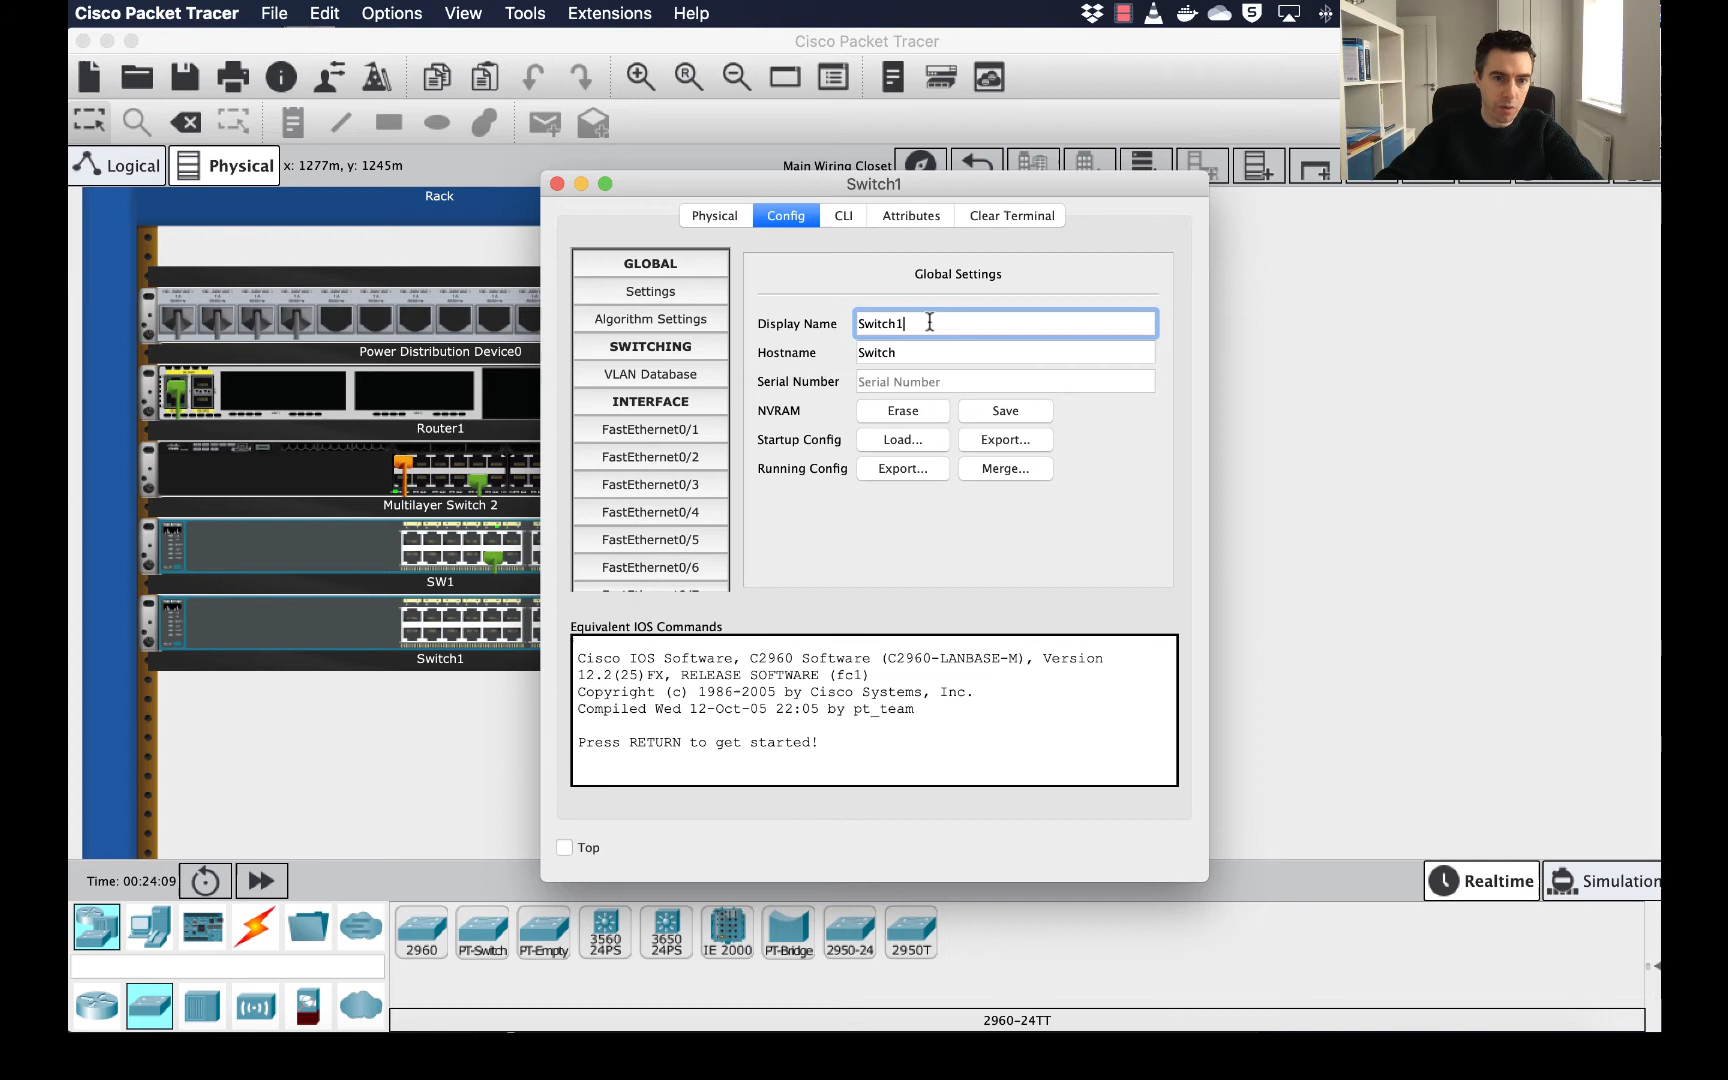 Cisco Packet Tracer File Edit Options View Tools Extensions Help
Cisco Packet Tracer
Logical Physical x: 1277m, y: 1245m Main Wiring Closet
Rack
Power Distribution Device0
Router1
Multilayer Switch 2
SW1
Switch1
Switch1
Physical Config CLI Attributes Clear Terminal
GLOBAL
Settings
Algorithm Settings
SWITCHING
VLAN Database
INTERFACE
FastEthernet0/1
FastEthernet0/2
FastEthernet0/3
FastEthernet0/4
FastEthernet0/5
FastEthernet0/6
Global Settings
Display Name Switch1
Hostname Switch
Serial Number Serial Number
NVRAM Erase Save
Startup Config Load... Export...
Running Config Export... Merge...
Equivalent IOS Commands
Cisco IOS Software, C2960 Software (C2960-LANBASE-M), Version
12.2(25)FX, RELEASE SOFTWARE (fc1)
Copyright (c) 1986-2005 by Cisco Systems, Inc.
Compiled Wed 12-Oct-05 22:05 by pt_team
Press RETURN to get started!
Top
Time: 00:24:09 Realtime Simulation
2960 PT-Switch PT-Empty 3560 24PS 3650 24PS IE 2000 PT-Bridge 2950-24 2950T
2960-24TT